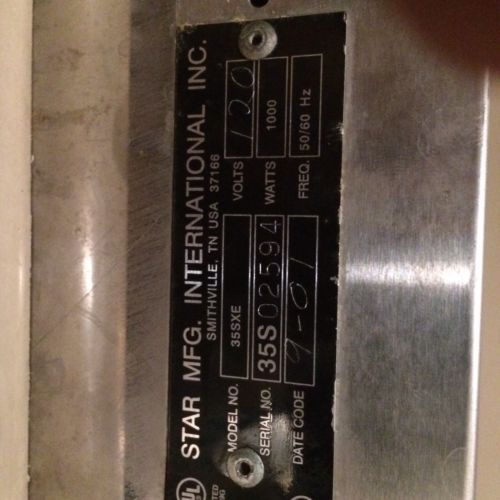 STAR MFG. INTERNATIONAL INC.
SMITHVILLE, TN USA 37166
MODEL NO. 35SXE VOLTS 120
SERIAL NO. 35S02594 WATTS 1000
DATE CODE 9-01 FREQ. 50/60 Hz
UL